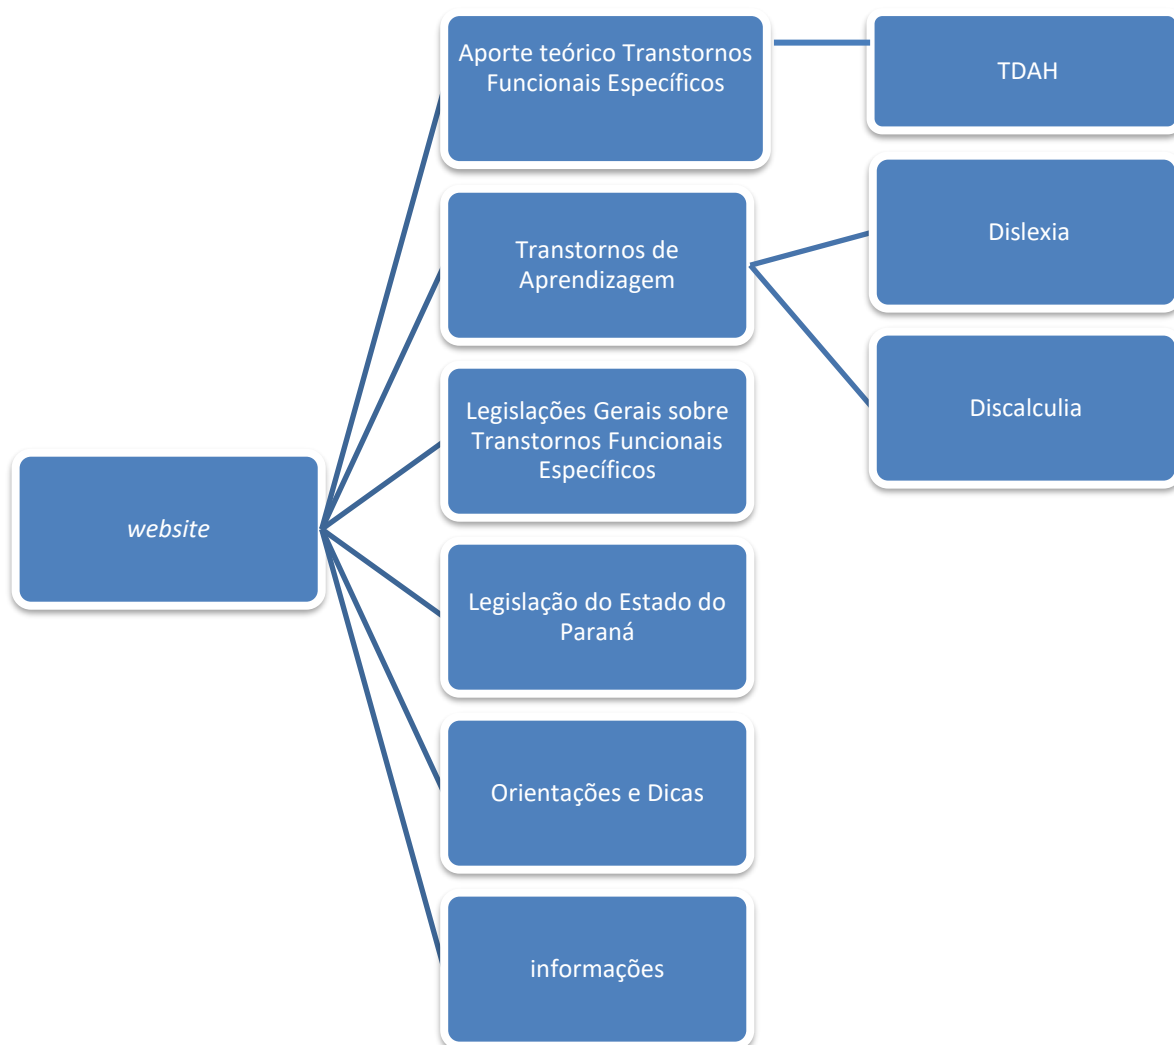 Aporte teórico Transtornos
Funcionais Específicos
TDAH
Transtornos de
Aprendizagem
Dislexia
Discalculia
Legislações Gerais sobre
Transtornos Funcionais
Específicos
website
Legislação do Estado do
Paraná
Orientações e Dicas
informações